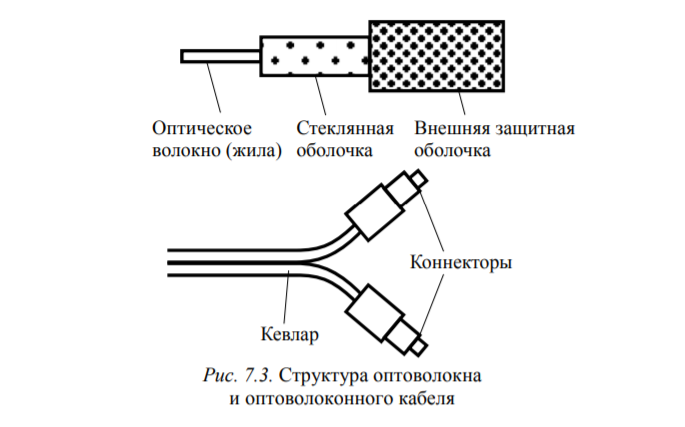 Оптическое
волокно (жила)
Стеклянная
оболочка
Внешняя защитная
оболочка
Коннекторы
Кевлар
Рис. 7.3. Структура оптоволокна
и оптоволоконного кабеля